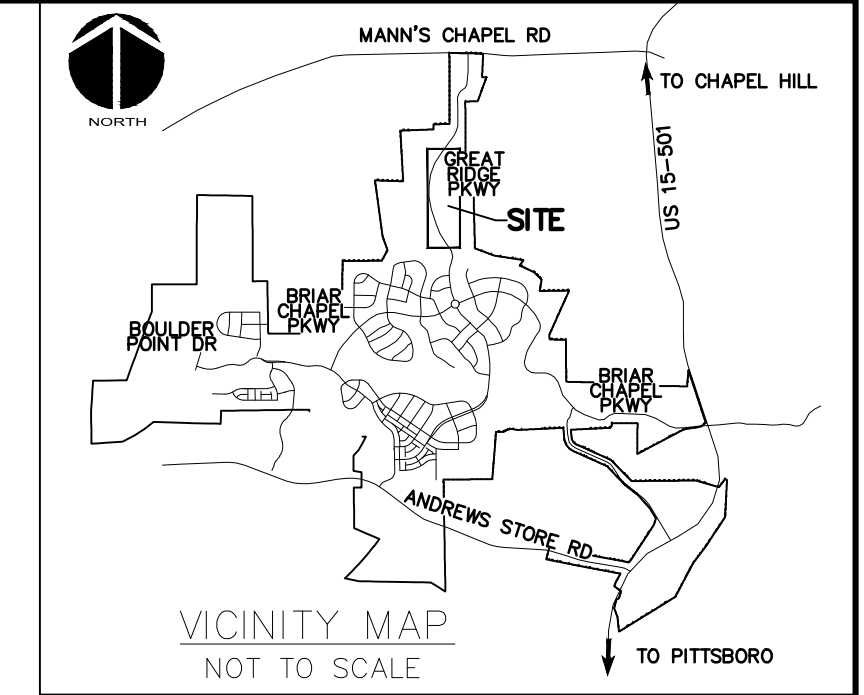 MANN'S CHAPEL RD
TO CHAPEL HILL
NORTH
US 15-501
GREAT
RIDGE
PKWY
SITE
BRIAR
CHAPEL
PKWY
BOULDER
POINT DR
BRIAR
CHAPEL
PKWY
ANDREWS STORE RD
VICINITY MAP
NOT TO SCALE
TO PITTSBORO